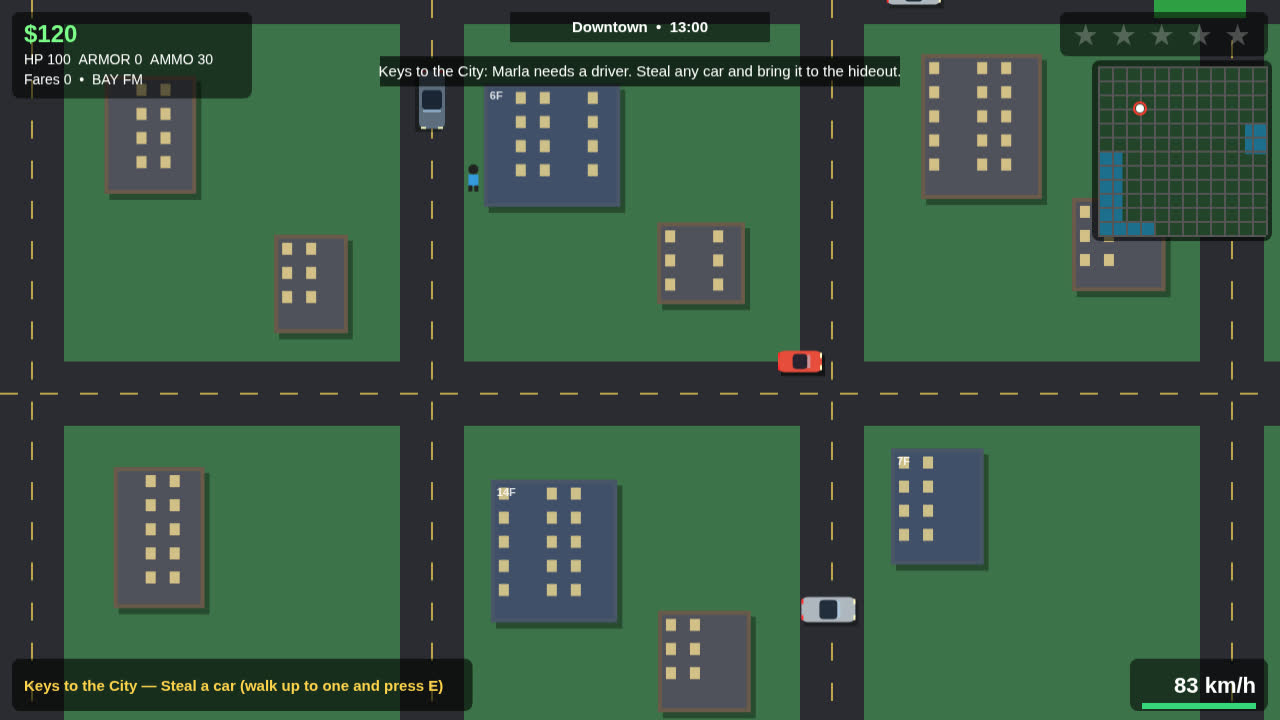 $120
HP 100 ARMOR 0 AMMO 30
Fares 0 • BAY FM
Downtown • 13:00
Keys to the City: Marla needs a driver. Steal any car and bring it to the hideout.
6F
14F
7F
Keys to the City — Steal a car (walk up to one and press E)
83 km/h